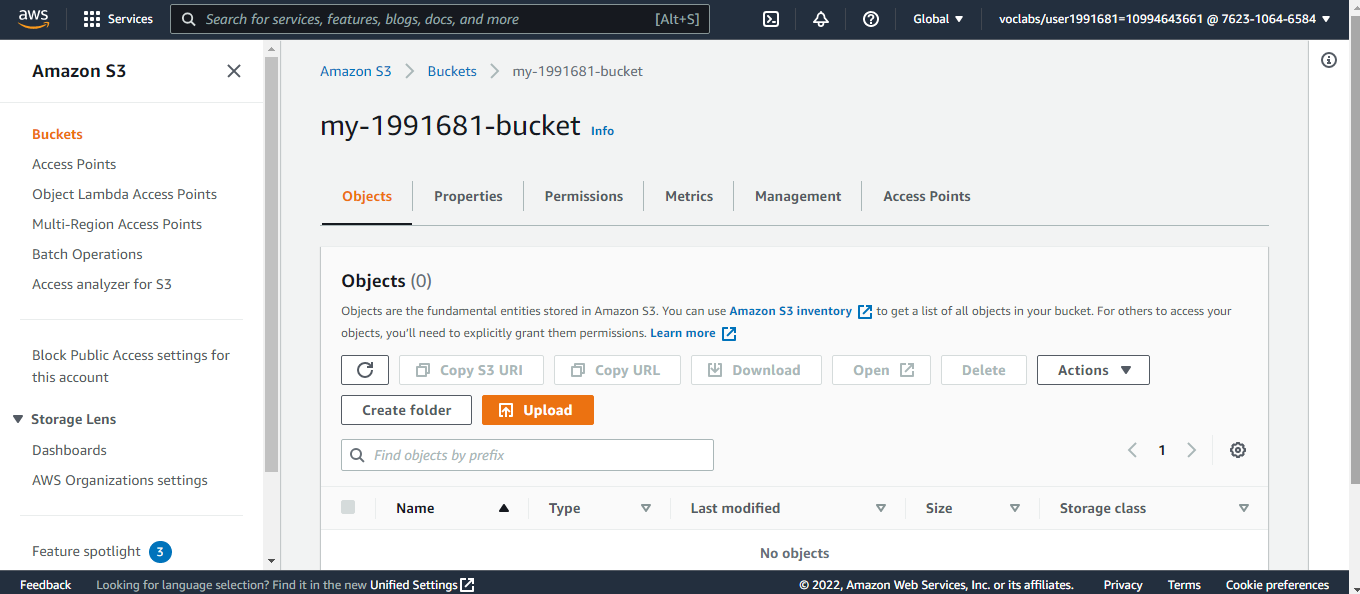 aws
Services
Search for services, features, blogs, docs, and more [Alt+S]
Global
voclabs/user1991681=10994643661 @ 7623-1064-6584
Amazon S3
Buckets
Access Points
Object Lambda Access Points
Multi-Region Access Points
Batch Operations
Access analyzer for S3
Block Public Access settings for
this account
Storage Lens
Dashboards
AWS Organizations settings
Feature spotlight 3
Amazon S3 Buckets my-1991681-bucket
my-1991681-bucket Info
Objects Properties Permissions Metrics Management Access Points
Objects (0)
Objects are the fundamental entities stored in Amazon S3. You can use Amazon S3 inventory to get a list of all objects in your bucket. For others to access your
objects, you'll need to explicitly grant them permissions. Learn more
Copy S3 URI Copy URL Download Open Delete Actions
Create folder Upload
Find objects by prefix
1
Name Type Last modified Size Storage class
No objects
Feedback Looking for language selection? Find it in the new Unified Settings © 2022, Amazon Web Services, Inc. or its affiliates. Privacy Terms Cookie preferences